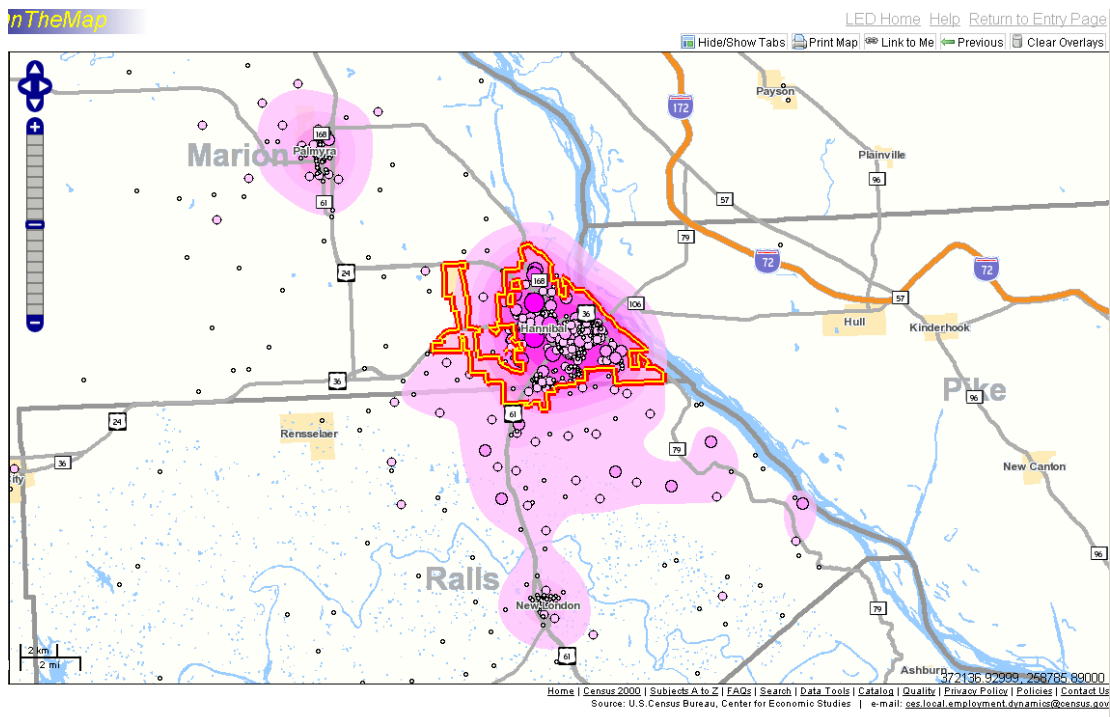 nTheMap
LED Home Help Return to Entry Page
Hide/Show Tabs Print Map Link to Me Previous Clear Overlays
172
Payson
168
Marion Palmyra
Plainville
96
61
57
79
24
72
72
168
106
36
57
Hannibal
Hull
Kinderhook
36
Pike
96
24
61
Rensselaer
79
36
New Canton
City
96
Ralls
New London
79
61
2 km
2 mi
Ashburn
372136.92999, 258785.89000
Home | Census 2000 | Subjects A to Z | FAQs | Search | Data Tools | Catalog | Quality | Privacy Policy | Policies | Contact Us
Source: U.S.Census Bureau, Center for Economic Studies | e-mail: ces.local.employment.dynamics@census.gov